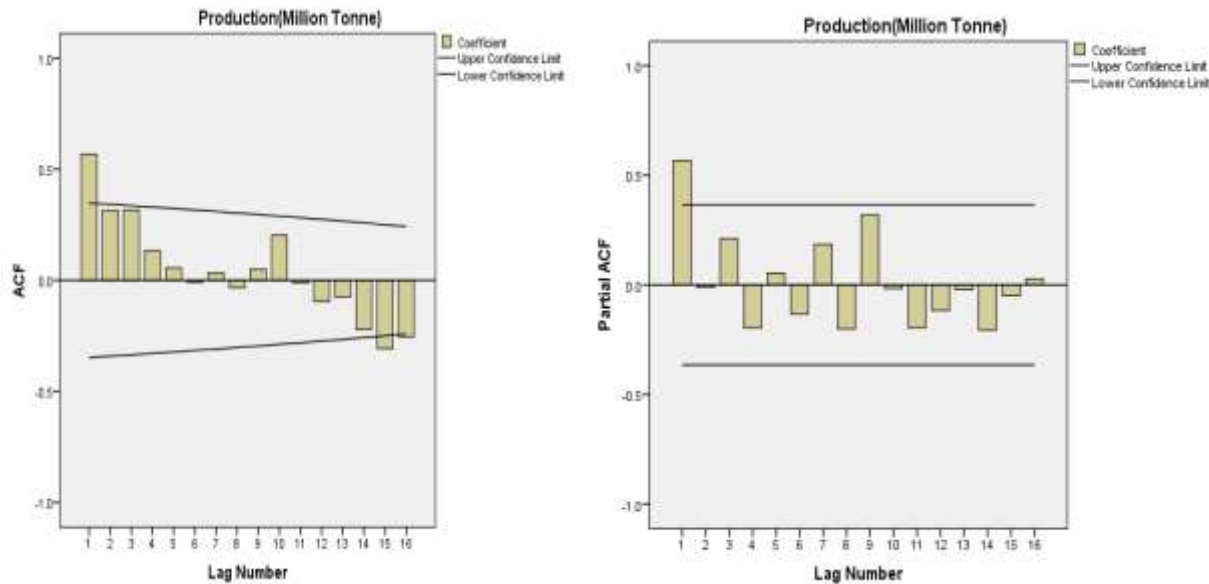 Production(Million Tonne)
Coefficient
Upper Confidence Limit
Lower Confidence Limit
1.0
0.5
0.0
-0.5
-1.0
ACF
1 2 3 4 5 6 7 8 9 10 11 12 13 14 15 16
Lag Number
Production(Million Tonne)
Coefficient
Upper Confidence Limit
Lower Confidence Limit
1.0
0.5
0.0
-0.5
-1.0
Partial ACF
1 2 3 4 5 6 7 8 9 10 11 12 13 14 15 16
Lag Number